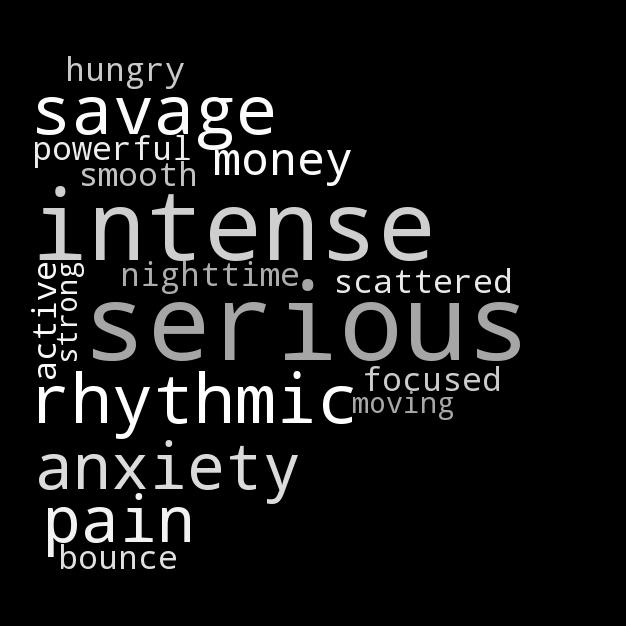 hungry
savage
powerful
money
smooth
intense
nighttime
scattered
active
strong
serious
rhythmic
focused
moving
anxiety
pain
bounce